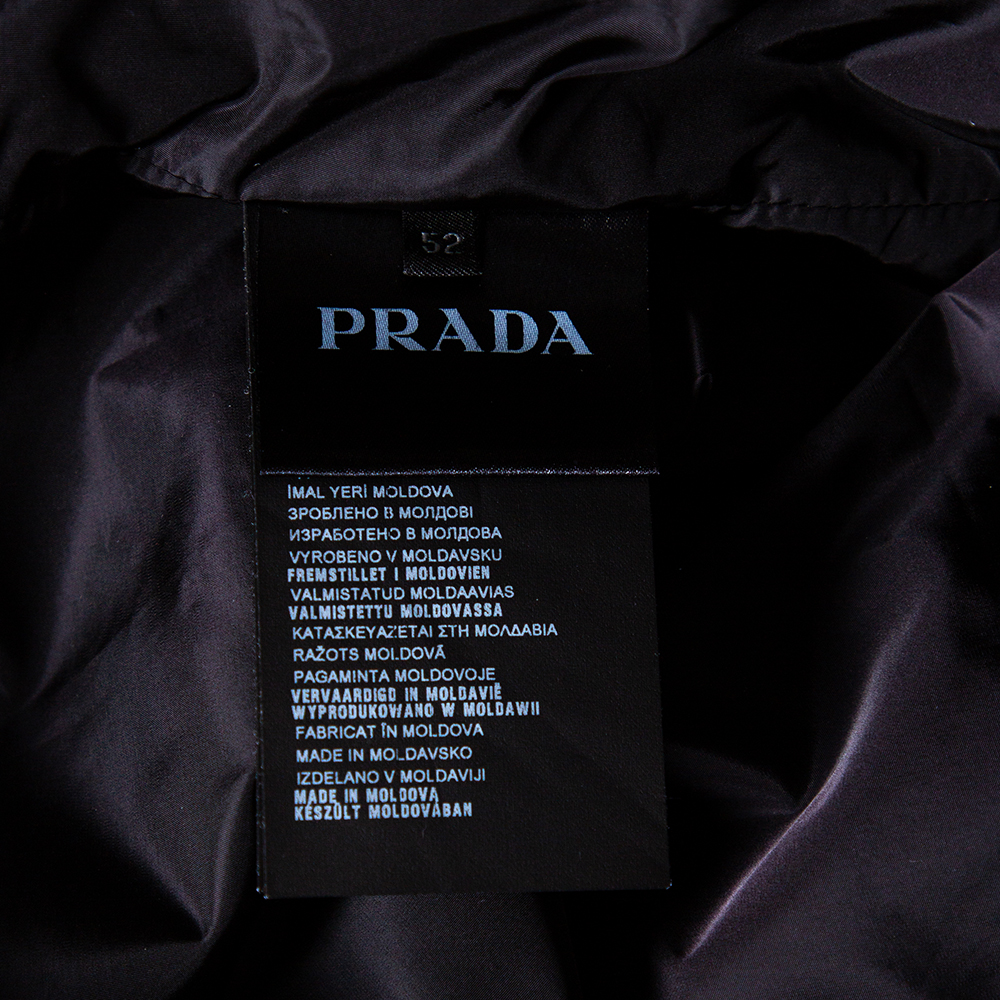 52
PRADA
İMAL YERİ MOLDOVA
ЗРОБЛЕНО В МОЛДОВІ
ИЗРАБОТЕНО В МОЛДОВА
VYROBENO V MOLDAVSKU
FREMSTILLET I MOLDOVIEN
VALMISTATUD MOLDAAVIAS
VALMISTETTU MOLDOVASSA
ΚΑΤΑΣΚΕΥΑΖΕΤΑΙ ΣΤΗ ΜΟΛΔΑΒΙΑ
RAŽOTS MOLDOVĀ
PAGAMINTA MOLDOVOJE
VERVAARDIGD IN MOLDAVIË
WYPRODUKOWANO W MOLDAWII
FABRICAT ÎN MOLDOVA
MADE IN MOLDAVSKO
IZDELANO V MOLDAVIJI
MADE IN MOLDOVA
KÉSZÜLT MOLDOVÁBAN